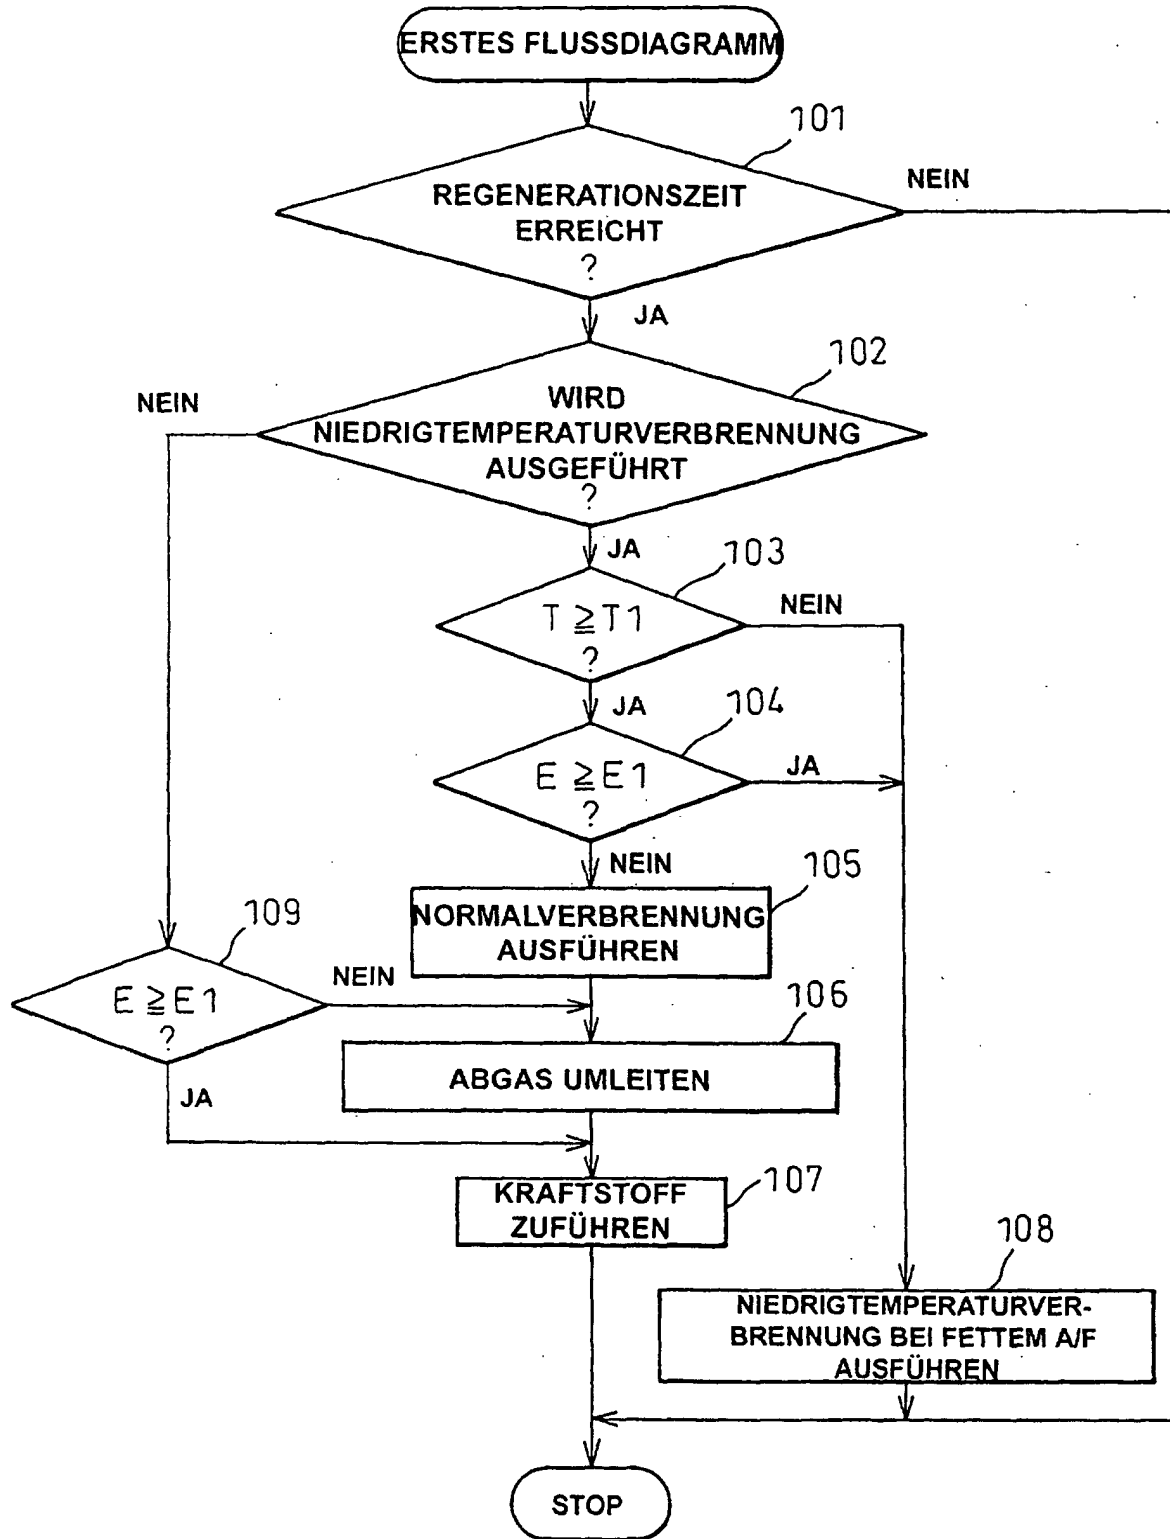 ERSTES FLUSSDIAGRAMM
101
REGENERATIONSZEIT
ERREICHT
?
NEIN
JA
102
WIRD
NIEDRIGTEMPERATURVERBRENNUNG
AUSGEFÜHRT
?
NEIN
JA
103
T ≧ T1
?
NEIN
JA
104
E ≧ E1
?
JA
NEIN
105
NORMALVERBRENNUNG
AUSFÜHREN
109
E ≧ E1
?
NEIN
JA
106
ABGAS UMLEITEN
107
KRAFTSTOFF
ZUFÜHREN
108
NIEDRIGTEMPERATURVER-
BRENNUNG BEI FETTEM A/F
AUSFÜHREN
STOP